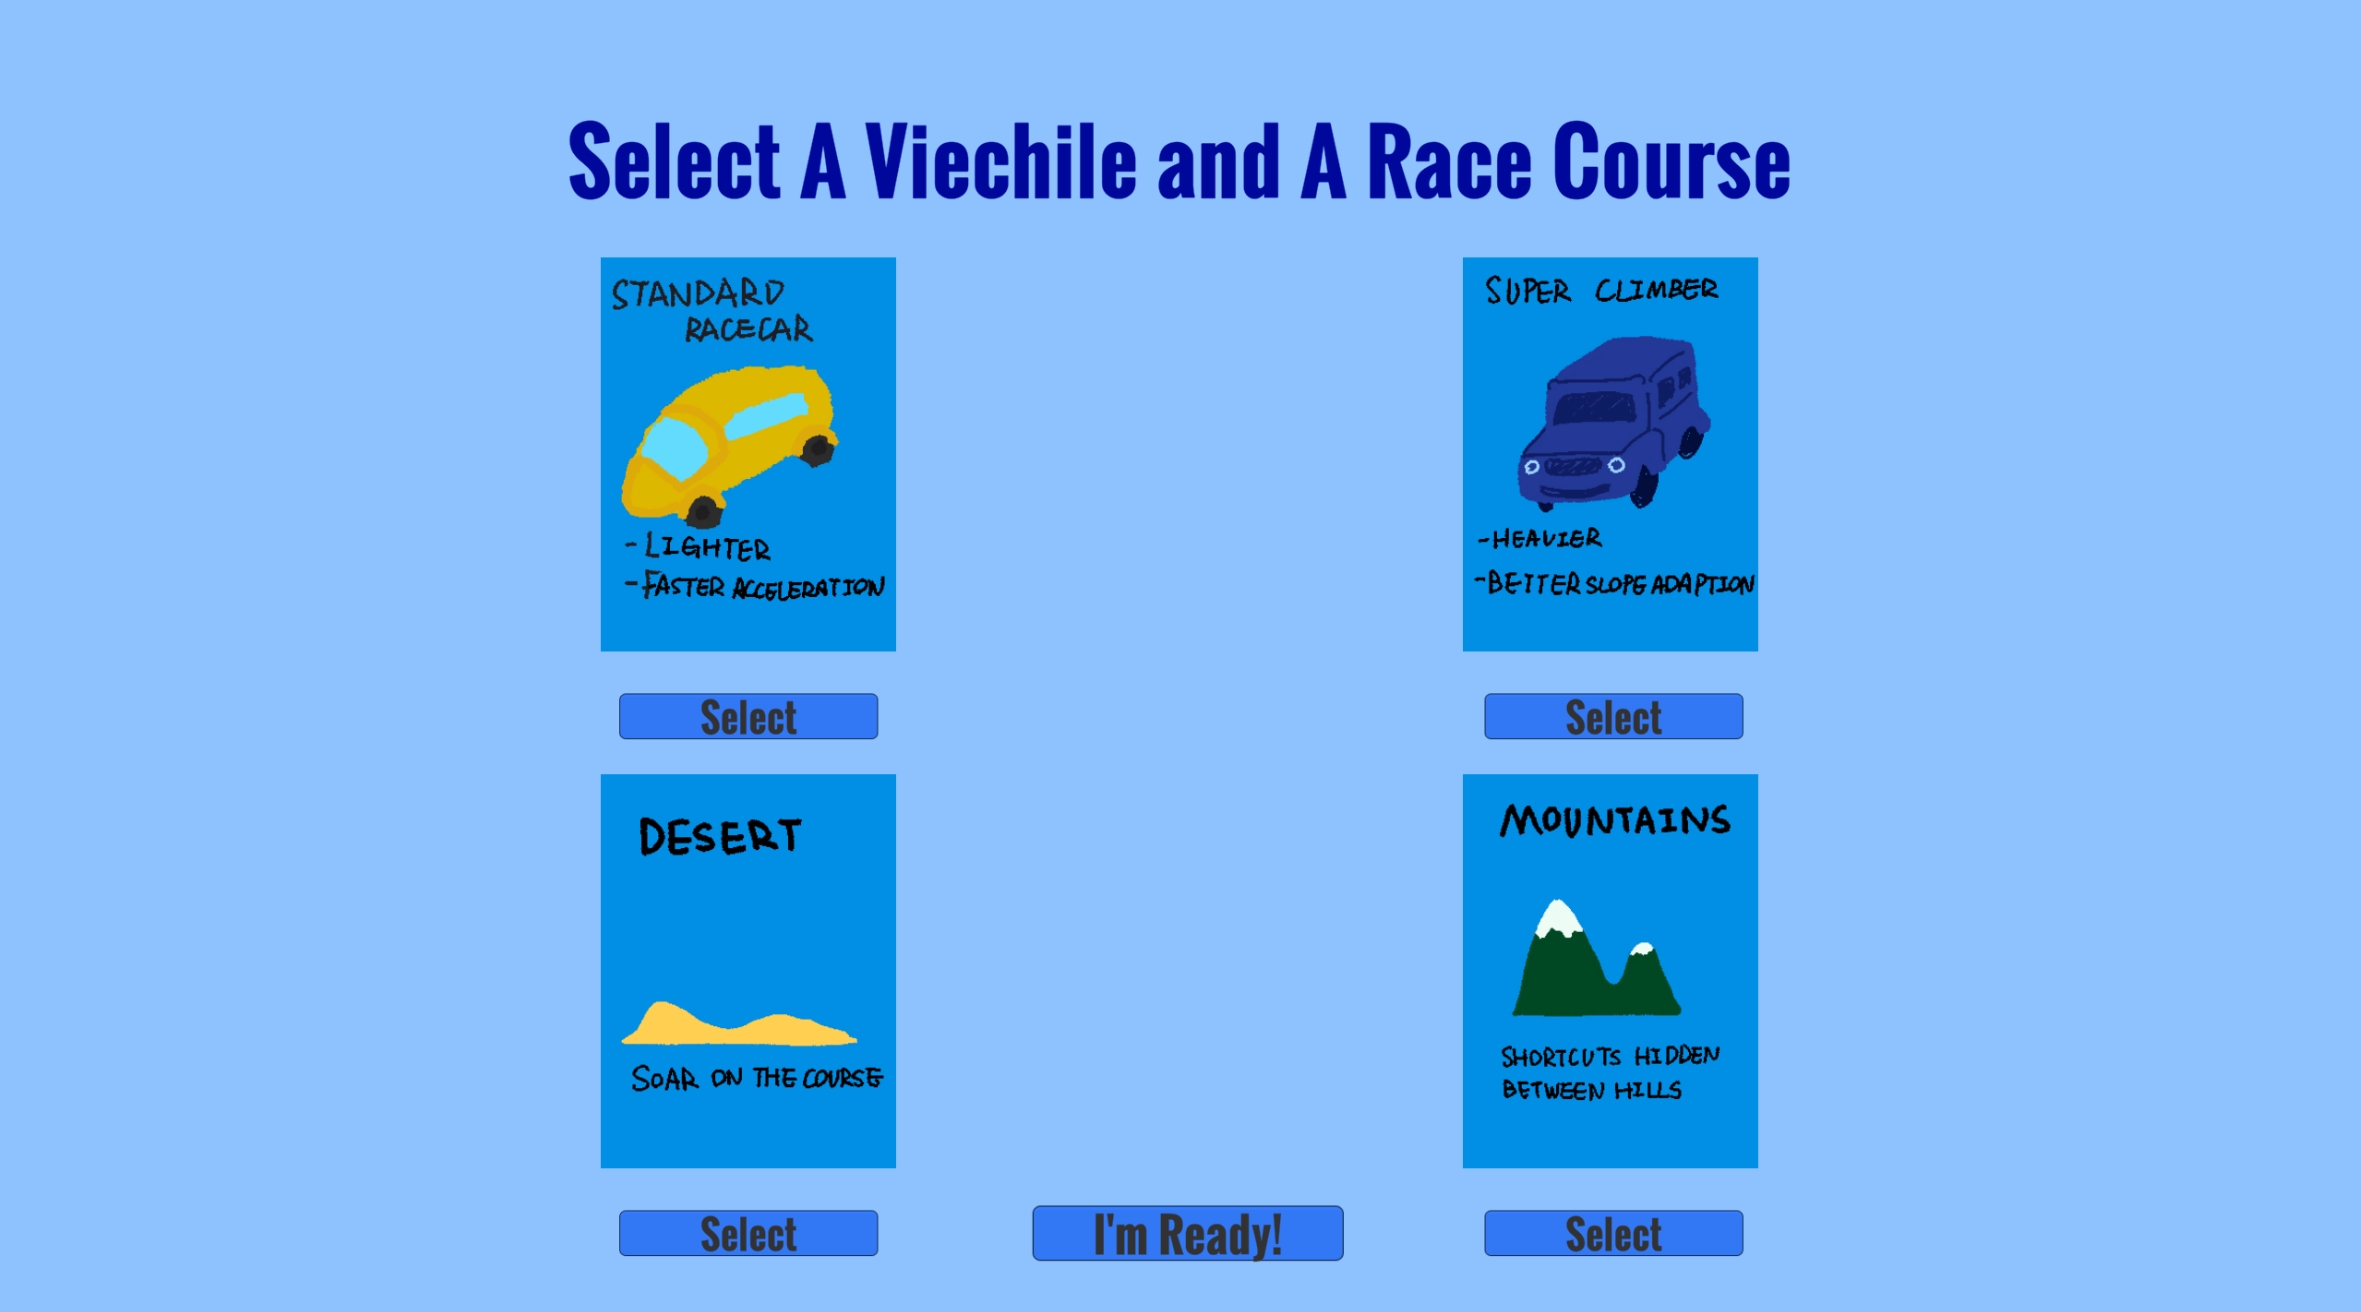 Select A Viechile and A Race Course
STANDARD
RACECAR
- LIGHTER
- FASTER ACCELERATION
Select
SUPER CLIMBER
- HEAVIER
- BETTER SLOPE ADAPTION
Select
DESERT
SOAR ON THE COURSE
Select
MOUNTAINS
SHORTCUTS HIDDEN
BETWEEN HILLS
Select
I'm Ready!